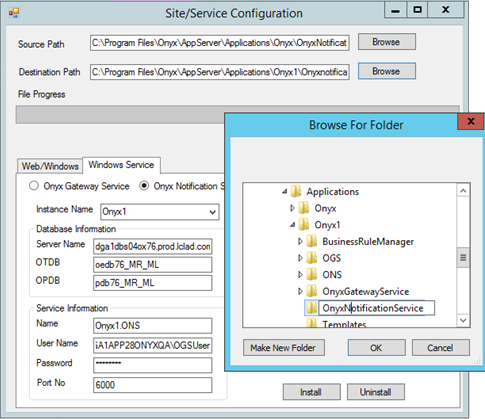 Site/Service Configuration
Source Path
C:\Program Files\Onyx\AppServer\Applications\Onyx\OnyxNotificat
Browse
Destination Path
C:\Program Files\Onyx\AppServer\Applications\Onyx1\Onyxnotifica
Browse
File Progress
Web/Windows
Windows Service
Onyx Gateway Service
Onyx Notification S
Instance Name
Onyx1
Database Information
Server Name
dga1dbs04ox76.prod.lclad.con
OTDB
oedb76_MR_ML
OPDB
pdb76_MR_ML
Service Information
Name
Onyx1.ONS
User Name
iA1APP28ONYXQA\OGSUser
Password
********
Port No
6000
Install
Uninstall
Browse For Folder
Applications
Onyx
Onyx1
BusinessRuleManager
OGS
ONS
OnyxGatewayService
OnyxNotificationService
Templates
Make New Folder
OK
Cancel